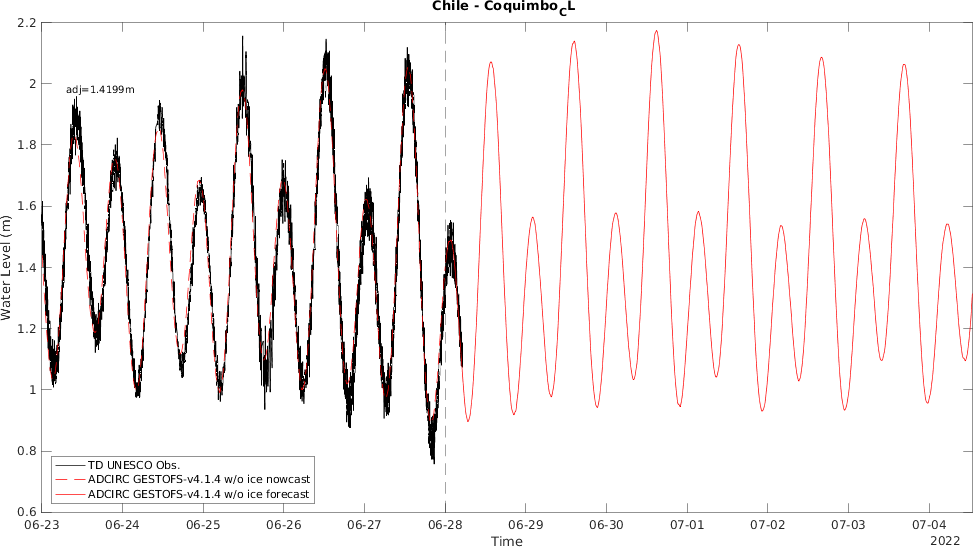 Chile - Coquimbo_CL
2.2
2
1.8
1.6
1.4
1.2
1
0.8
0.6
Water Level (m)
adj=1.4199m
TD UNESCO Obs.
ADCIRC GESTOFS-v4.1.4 w/o ice nowcast
ADCIRC GESTOFS-v4.1.4 w/o ice forecast
06-23 06-24 06-25 06-26 06-27 06-28 06-29 06-30 07-01 07-02 07-03 07-04
Time
2022